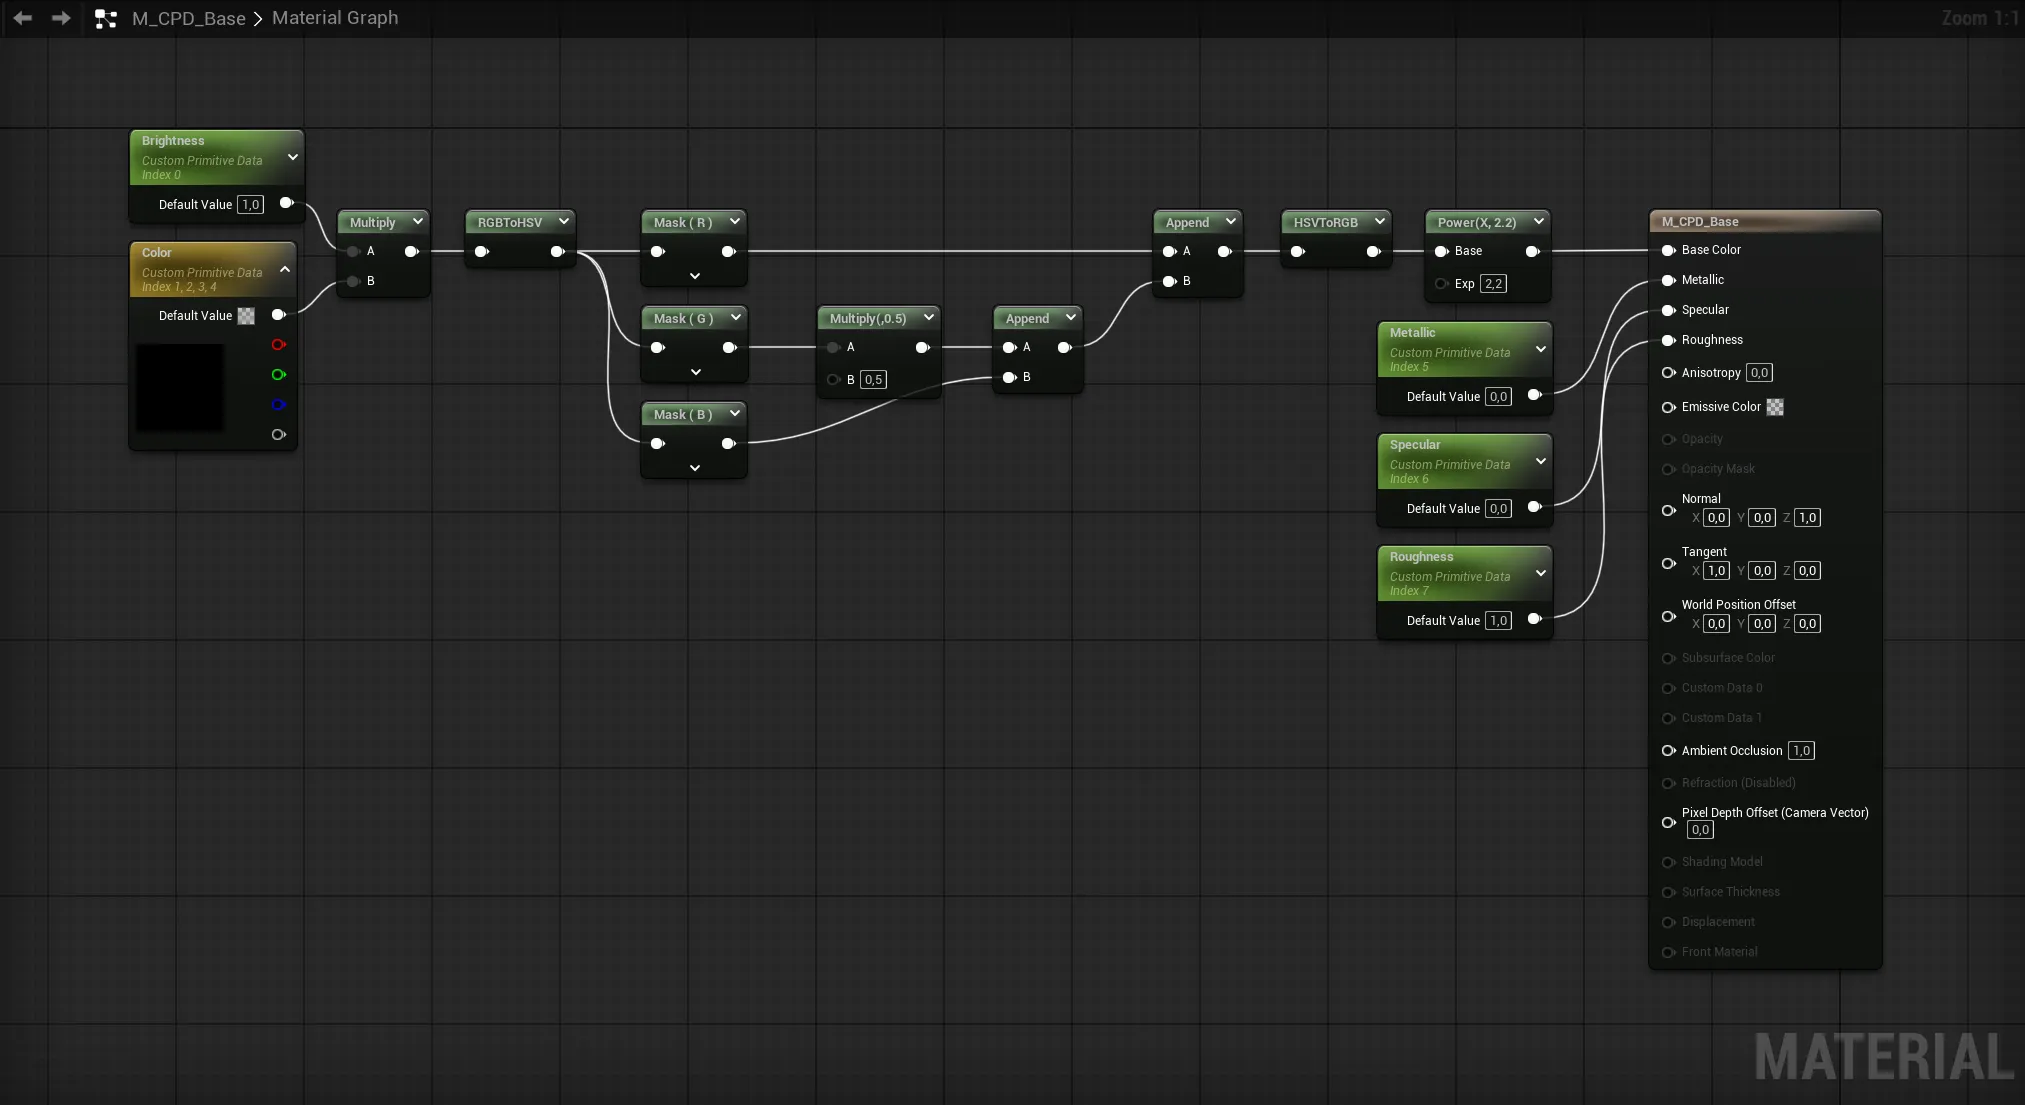 M_CPD_Base > Material Graph
Zoom 1:1
Brightness
Custom Primitive Data
Index 0
Default Value 1,0
Color
Custom Primitive Data
Index 1, 2, 3, 4
Default Value
Multiply
A
B
RGBToHSV
Mask ( R )
Mask ( G )
Mask ( B )
Multiply(,0.5)
A
B 0,5
Append
A
B
Append
A
B
HSVToRGB
Power(X, 2.2)
Base
Exp 2,2
Metallic
Custom Primitive Data
Index 5
Default Value 0,0
Specular
Custom Primitive Data
Index 6
Default Value 0,0
Roughness
Custom Primitive Data
Index 7
Default Value 1,0
M_CPD_Base
Base Color
Metallic
Specular
Roughness
Anisotropy 0,0
Emissive Color
Opacity
Opacity Mask
Normal
X 0,0 Y 0,0 Z 1,0
Tangent
X 1,0 Y 0,0 Z 0,0
World Position Offset
X 0,0 Y 0,0 Z 0,0
Subsurface Color
Custom Data 0
Custom Data 1
Ambient Occlusion 1,0
Refraction (Disabled)
Pixel Depth Offset (Camera Vector)
0,0
Shading Model
Surface Thickness
Displacement
Front Material
MATERIAL